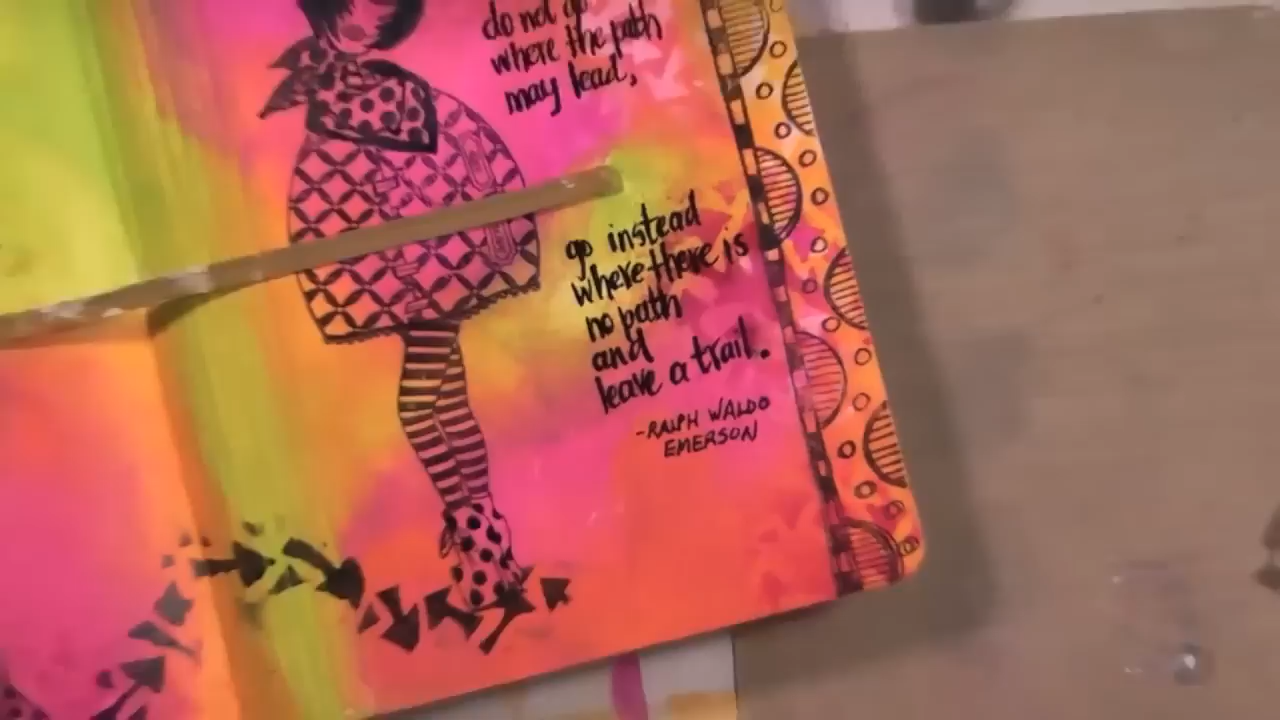 do not go
where the path
may lead,
go instead
where there is
no path
and
leave a trail.
-RALPH WALDO
EMERSON